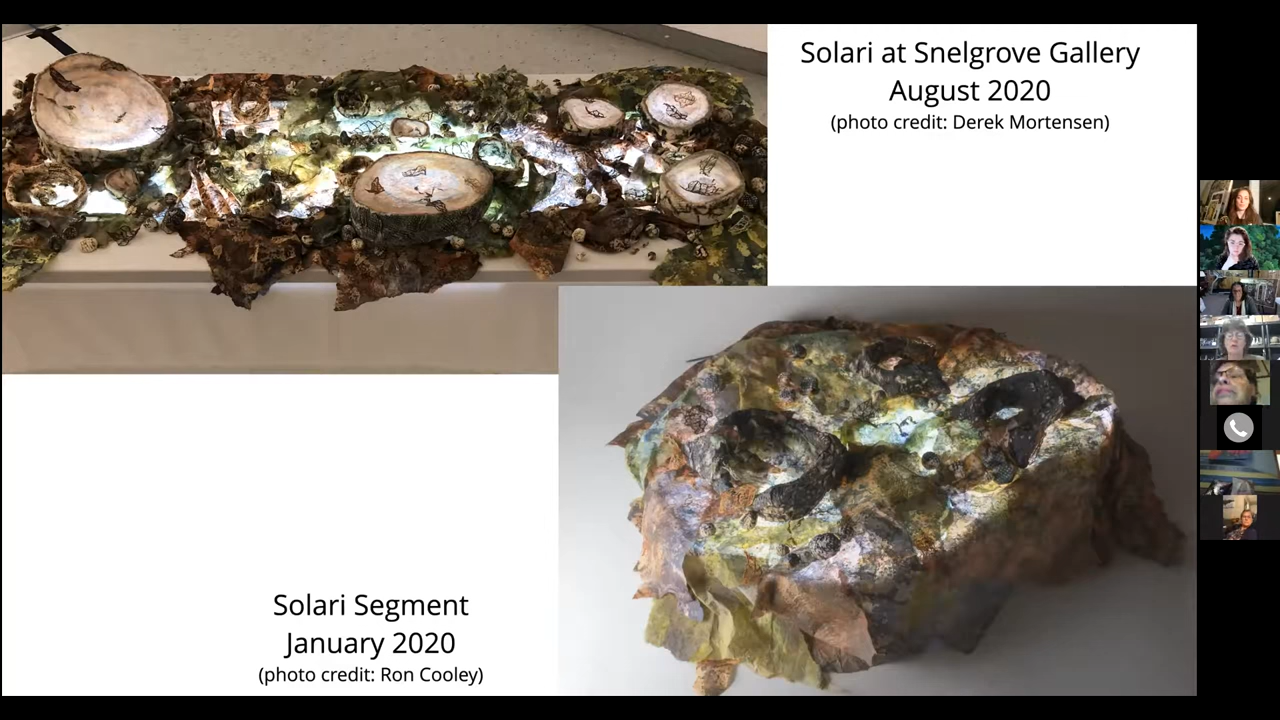 Solari at Snelgrove Gallery
August 2020
(photo credit: Derek Mortensen)
Solari Segment
January 2020
(photo credit: Ron Cooley)